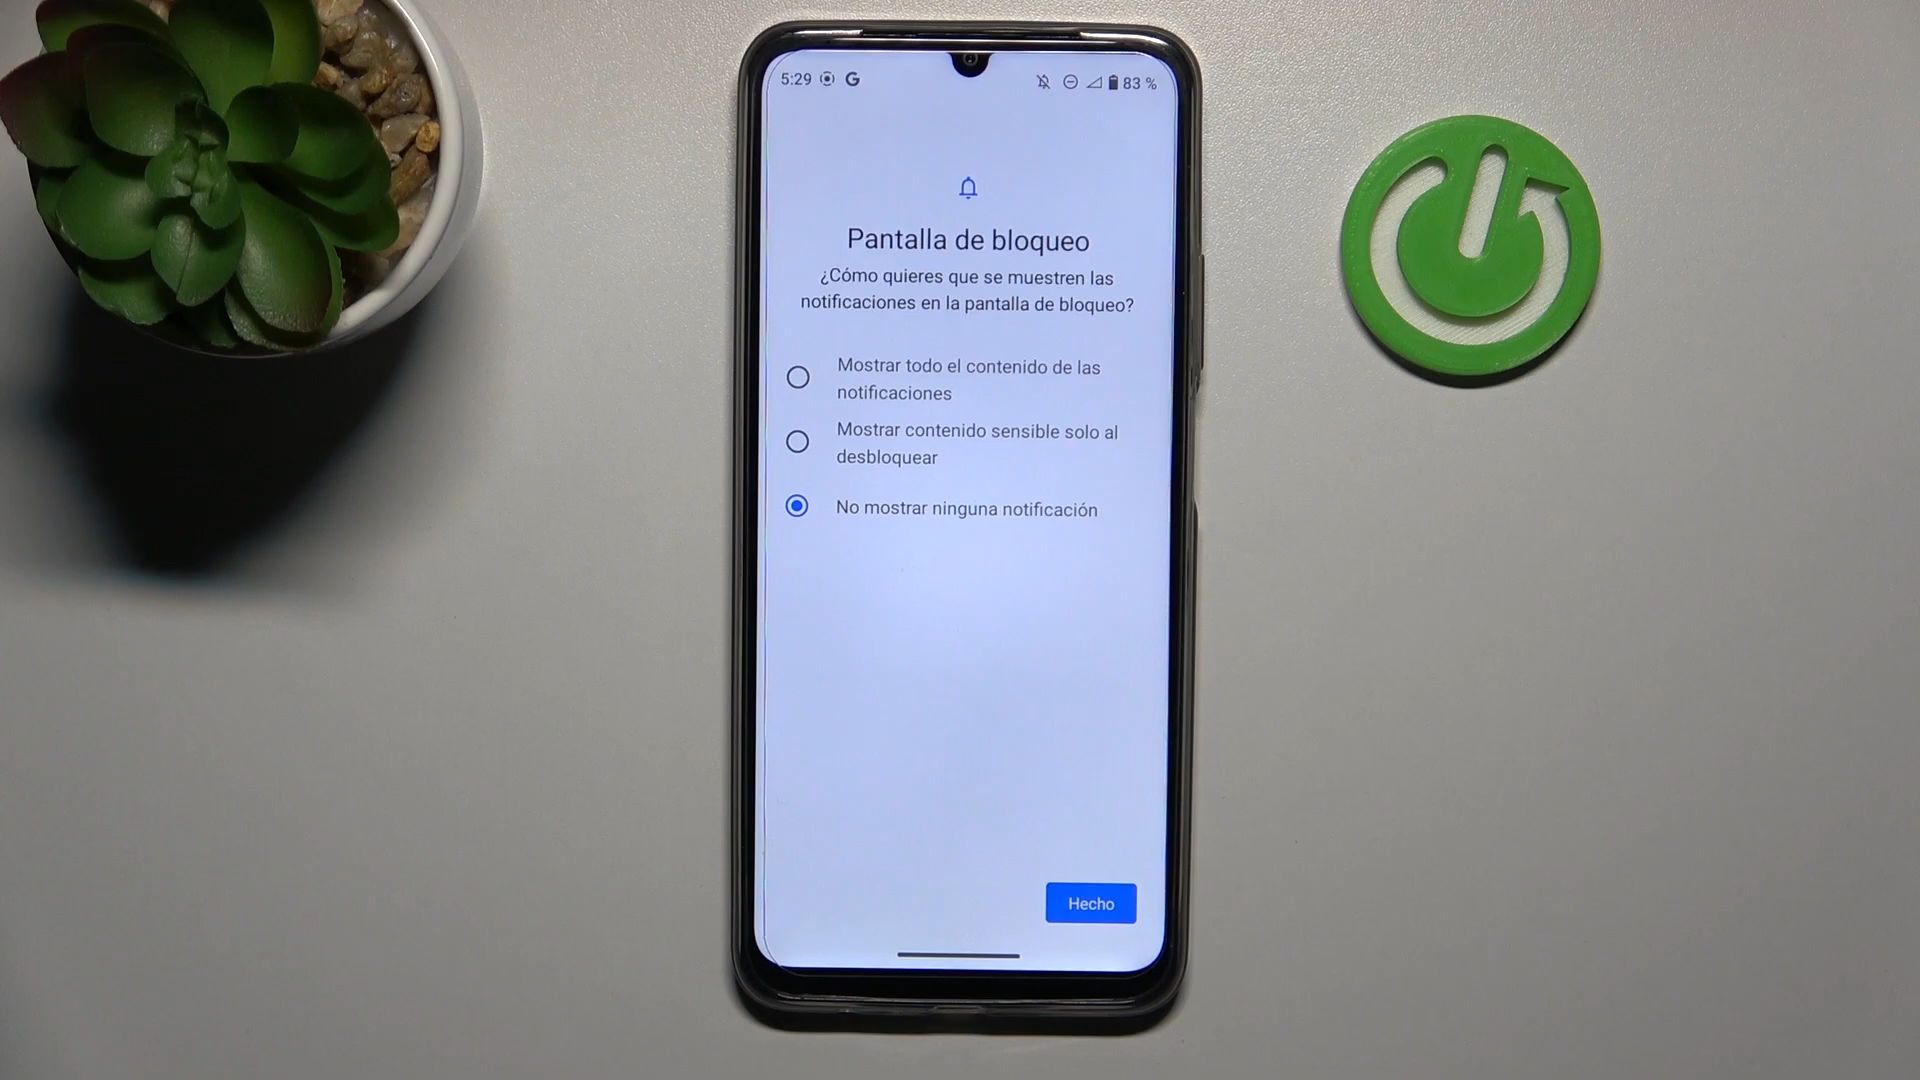 5:29 G 83 %
Pantalla de bloqueo
¿Cómo quieres que se muestren las
notificaciones en la pantalla de bloqueo?
Mostrar todo el contenido de las
notificaciones
Mostrar contenido sensible solo al
desbloquear
No mostrar ninguna notificación
Hecho